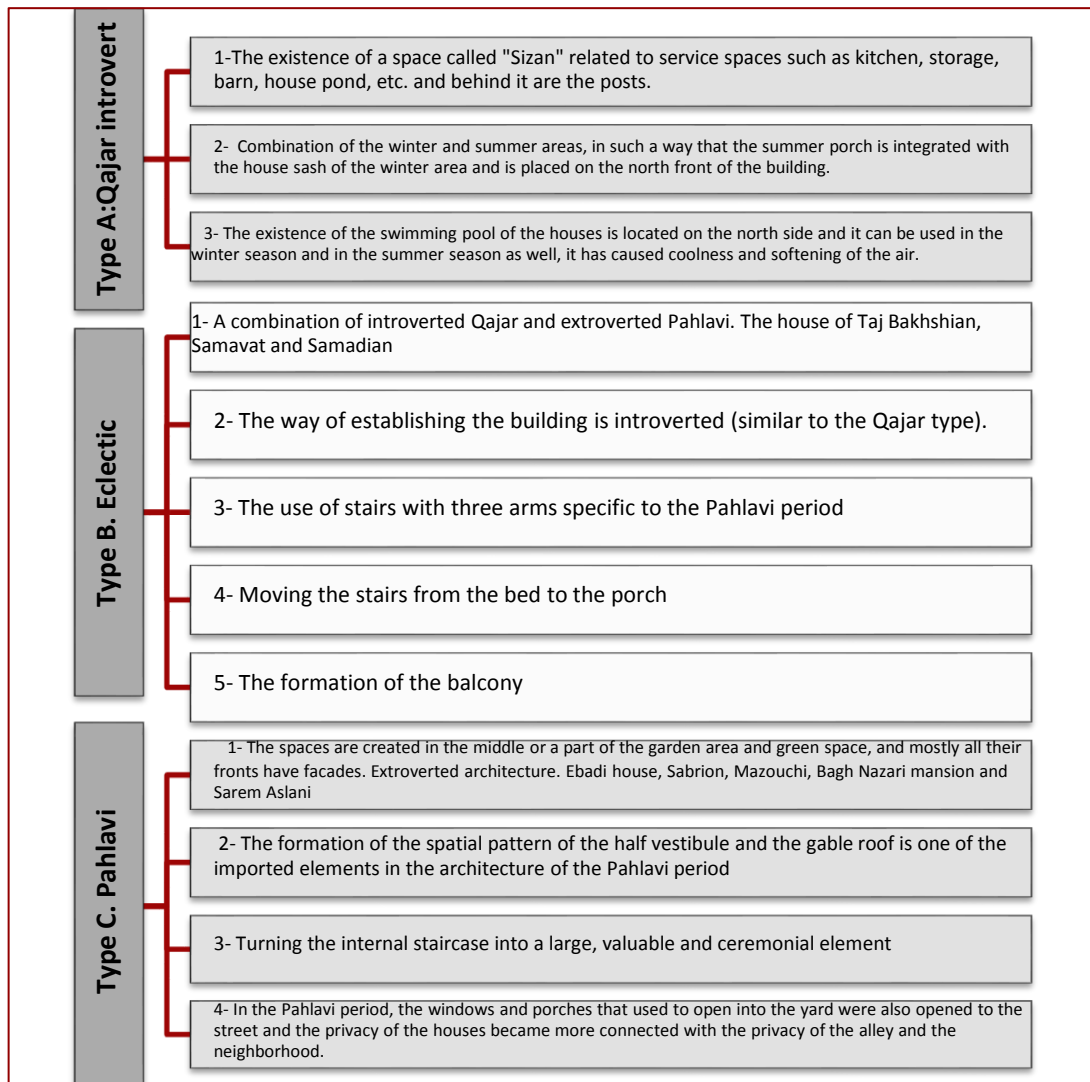 Type A:Qajar introvert
1-The existence of a space called "Sizan" related to service spaces such as kitchen, storage,
barn, house pond, etc. and behind it are the posts.
2- Combination of the winter and summer areas, in such a way that the summer porch is integrated with
the house sash of the winter area and is placed on the north front of the building.
3- The existence of the swimming pool of the houses is located on the north side and it can be used in the
winter season and in the summer season as well, it has caused coolness and softening of the air.
Type B. Eclectic
1- A combination of introverted Qajar and extroverted Pahlavi. The house of Taj Bakhshian,
Samavat and Samadian
2- The way of establishing the building is introverted (similar to the Qajar type).
3- The use of stairs with three arms specific to the Pahlavi period
4- Moving the stairs from the bed to the porch
5- The formation of the balcony
Type C. Pahlavi
1- The spaces are created in the middle or a part of the garden area and green space, and mostly all their
fronts have facades. Extroverted architecture. Ebadi house, Sabrion, Mazouchi, Bagh Nazari mansion and
Sarem Aslani
2- The formation of the spatial pattern of the half vestibule and the gable roof is one of the
imported elements in the architecture of the Pahlavi period
3- Turning the internal staircase into a large, valuable and ceremonial element
4- In the Pahlavi period, the windows and porches that used to open into the yard were also opened to the
street and the privacy of the houses became more connected with the privacy of the alley and the
neighborhood.